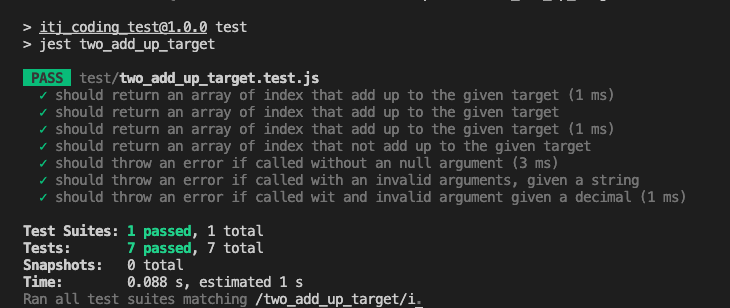 > itj_coding_test@1.0.0 test
> jest two_add_up_target
PASS test/two_add_up_target.test.js
✓ should return an array of index that add up to the given target (1 ms)
✓ should return an array of index that add up to the given target
✓ should return an array of index that add up to the given target (1 ms)
✓ should return an array of index that not add up to the given target
✓ should throw an error if called without an null argument (3 ms)
✓ should throw an error if called with an invalid arguments, given a string
✓ should throw an error if called wit and invalid argument given a decimal (1 ms)
Test Suites: 1 passed, 1 total
Tests: 7 passed, 7 total
Snapshots: 0 total
Time: 0.088 s, estimated 1 s
Ran all test suites matching /two_add_up_target/i.